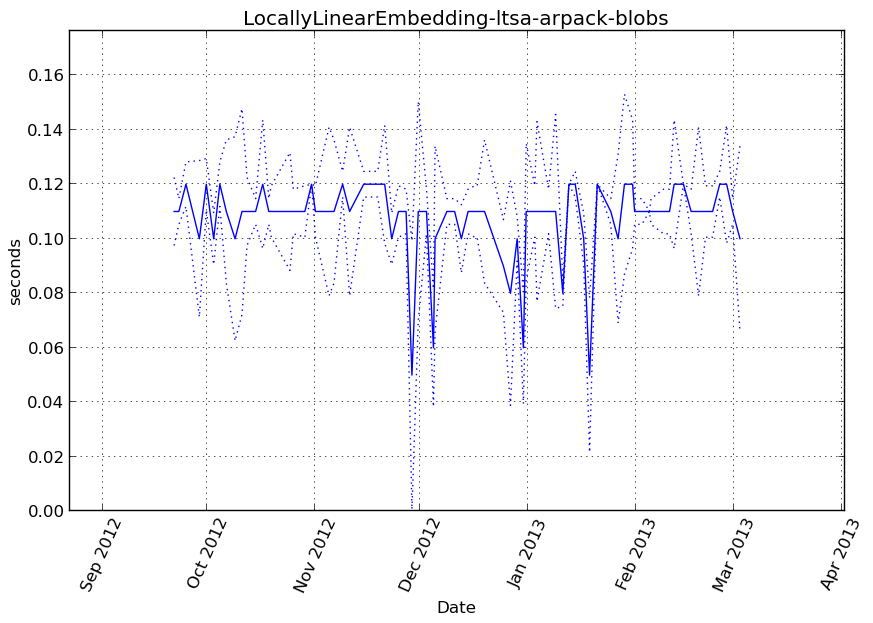 LocallyLinearEmbedding-ltsa-arpack-blobs
0.16
0.14
0.12
0.10
0.08
0.06
0.04
0.02
0.00
seconds
Sep 2012
Oct 2012
Nov 2012
Dec 2012
Jan 2013
Feb 2013
Mar 2013
Apr 2013
Date